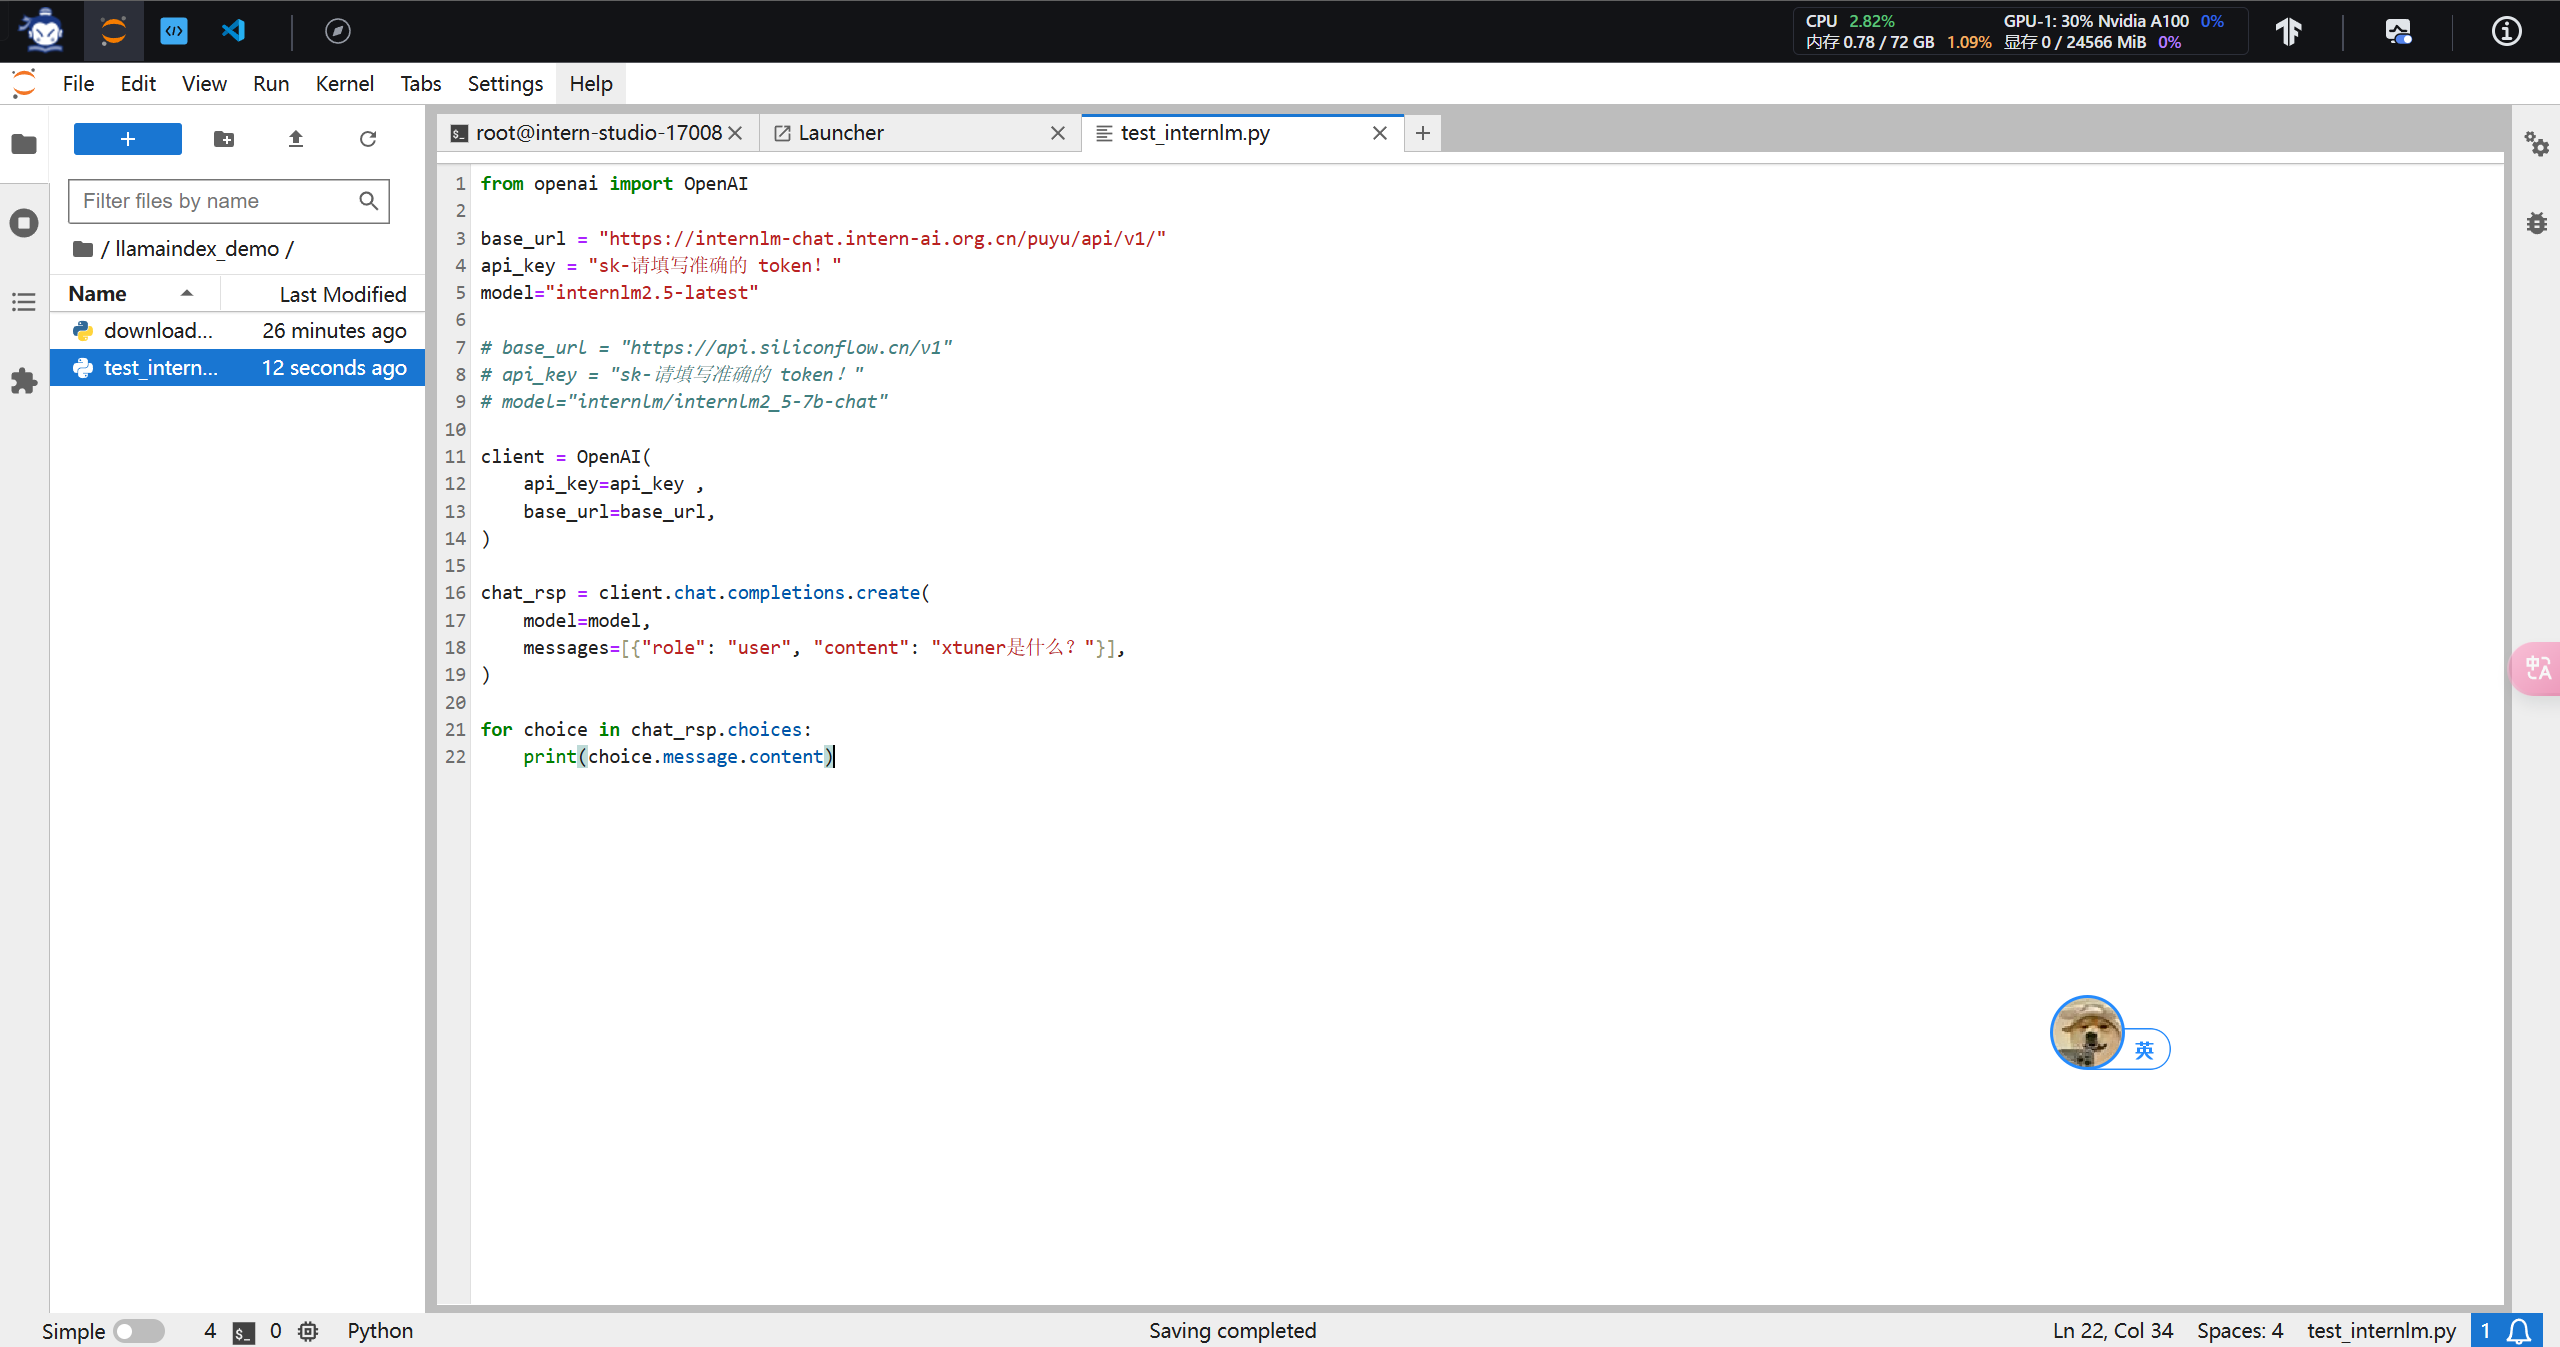 CPU 2.82% GPU-1: 30% Nvidia A100 0%
内存 0.78 / 72 GB 1.09% 显存 0 / 24566 MiB 0%
File Edit View Run Kernel Tabs Settings Help
root@intern-studio-17008 Launcher test_internlm.py
Filter files by name
/ llamaindex_demo /
Name Last Modified
download... 26 minutes ago
test_intern... 12 seconds ago
1 from openai import OpenAI
2
3 base_url = "https://internlm-chat.intern-ai.org.cn/puyu/api/v1/"
4 api_key = "sk-请填写准确的 token！"
5 model="internlm2.5-latest"
6
7 # base_url = "https://api.siliconflow.cn/v1"
8 # api_key = "sk-请填写准确的 token！"
9 # model="internlm/internlm2_5-7b-chat"
10
11 client = OpenAI(
12     api_key=api_key ,
13     base_url=base_url,
14 )
15
16 chat_rsp = client.chat.completions.create(
17     model=model,
18     messages=[{"role": "user", "content": "xtuner是什么？"}],
19 )
20
21 for choice in chat_rsp.choices:
22     print(choice.message.content)
中A
英
Simple 4 $_ 0 Python Saving completed Ln 22, Col 34 Spaces: 4 test_internlm.py 1